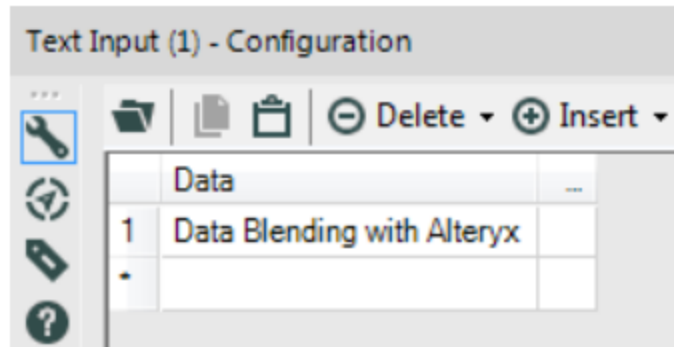 Text Input (1) - Configuration
Delete Insert
Data ...
1 Data Blending with Alteryx
*
?